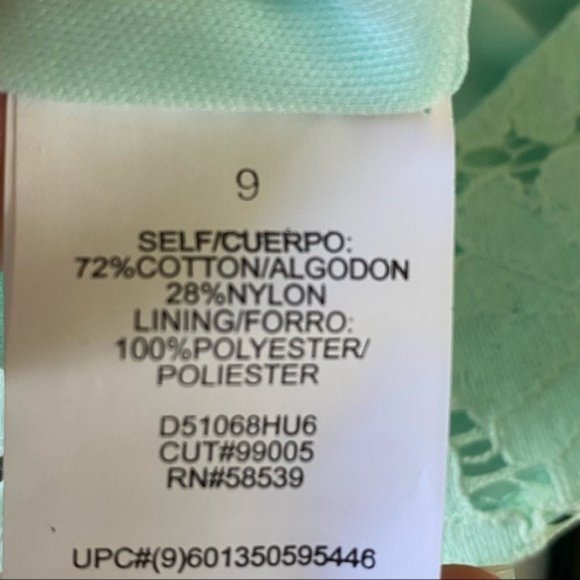 9
SELF/CUERPO:
72%COTTON/ALGODON
28%NYLON
LINING/FORRO:
100%POLYESTER/
POLIESTER
D51068HU6
CUT#99005
RN#58539
UPC#(9)601350595446